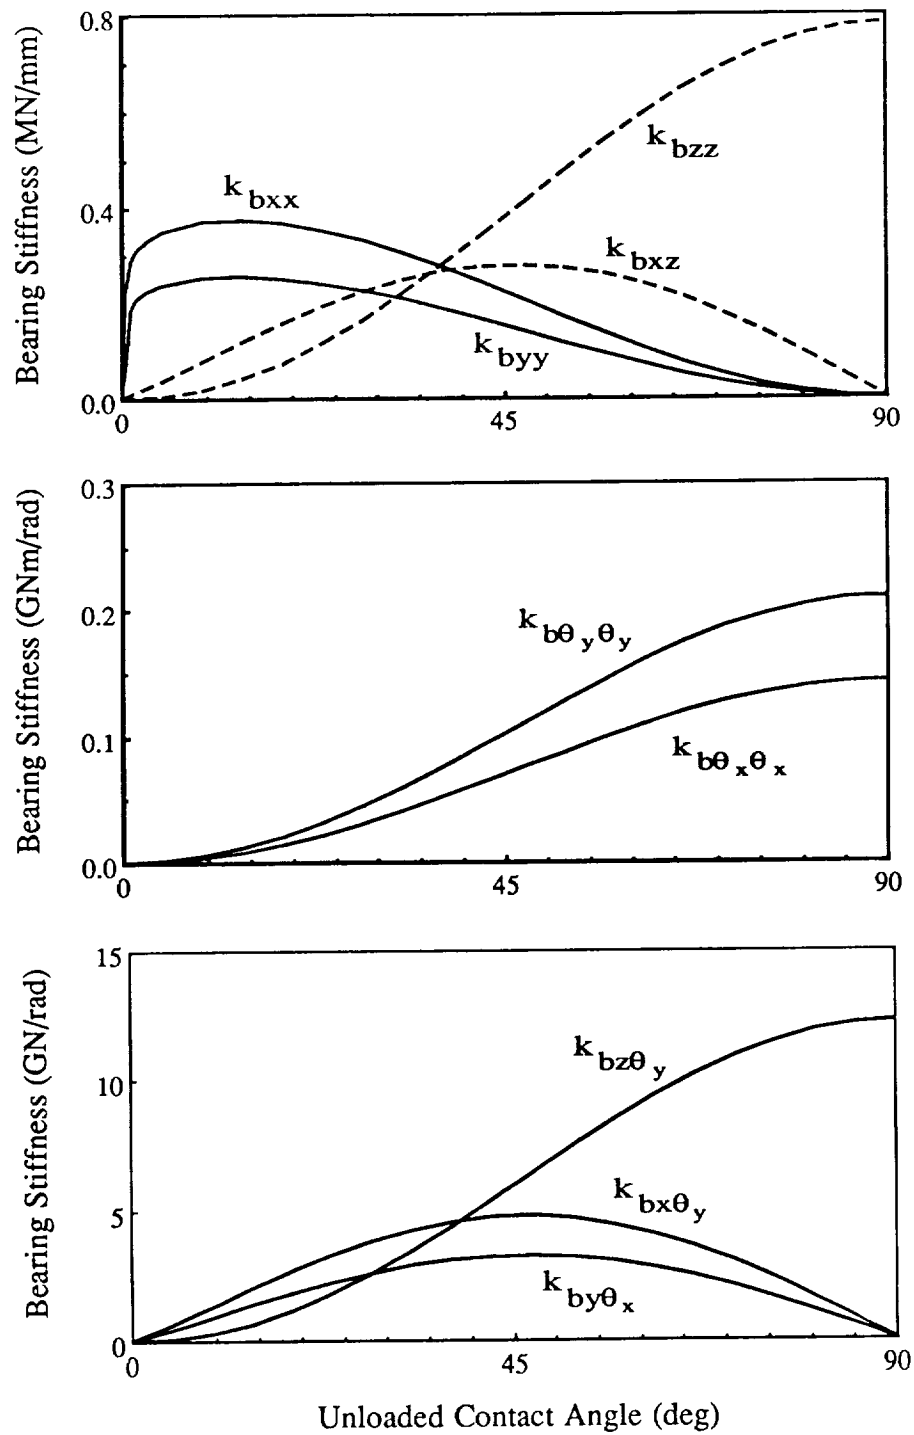 Bearing Stiffness (MN/mm)
0.8
0.4
0.0
k bzz
k bxx
k bxz
k byy
0
45
90
Bearing Stiffness (GNm/rad)
0.3
0.2
0.1
0.0
k bθyθy
k bθxθx
0
45
90
Bearing Stiffness (GN/rad)
15
10
5
0
k bzθy
k bxθy
k byθx
0
45
90
Unloaded Contact Angle (deg)